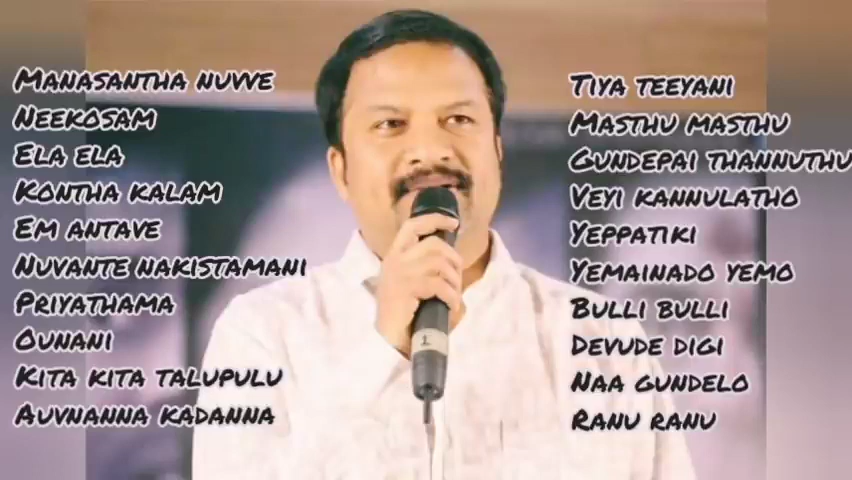 Manasantha nuvve
Neekosam
Ela ela
Kontha kalam
Em antave
Nuvante nakistamani
Priyathama
Ounani
Kita kita talupulu
Auvnanna kadanna
Tiya teeyani
Masthu masthu
Gundepai thannuthu
Veyi kannulatho
Yeppatiki
Yemainado yemo
Bulli bulli
Devude digi
Naa gundelo
Ranu ranu